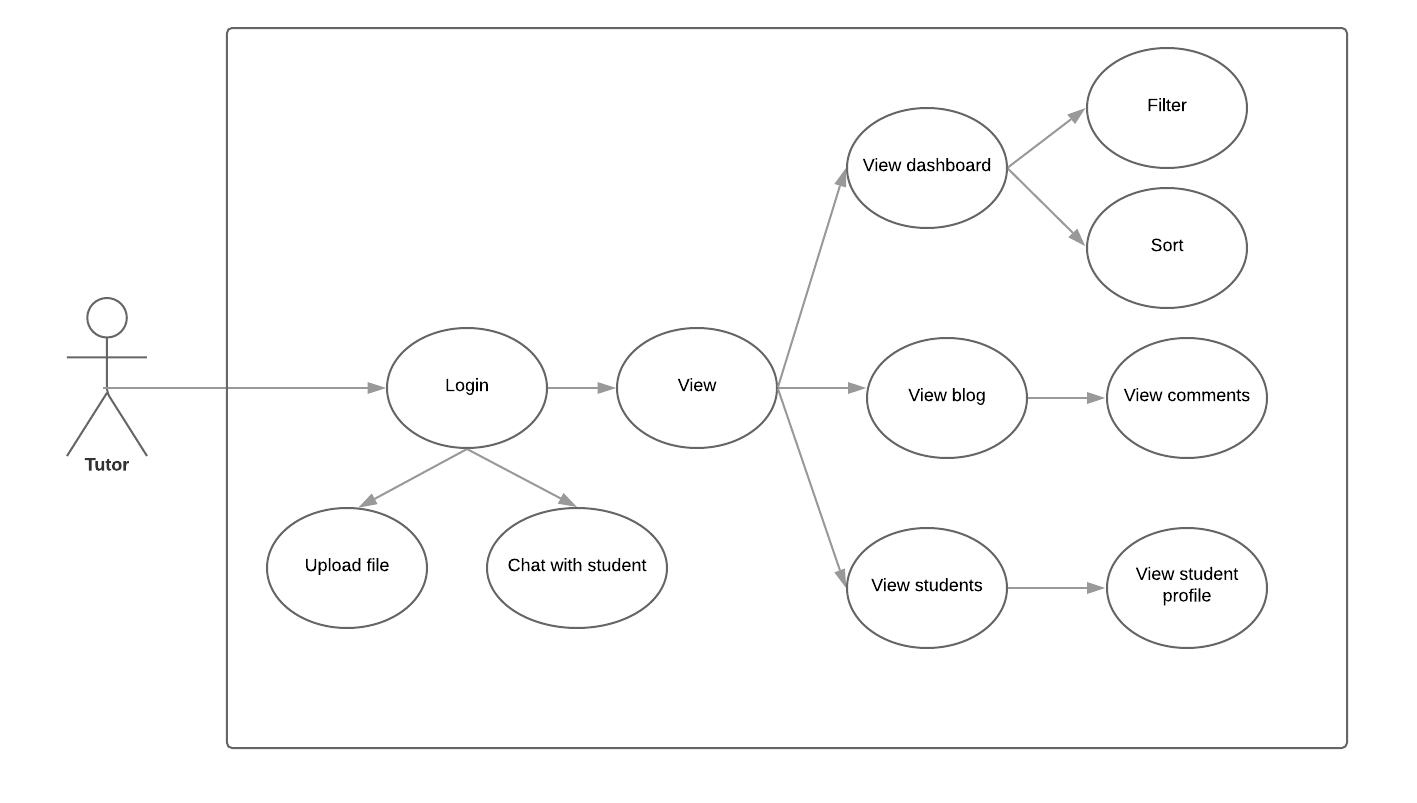 Filter
View dashboard
Sort
Login
View
View blog
View comments
Tutor
Upload file
Chat with student
View students
View student
profile